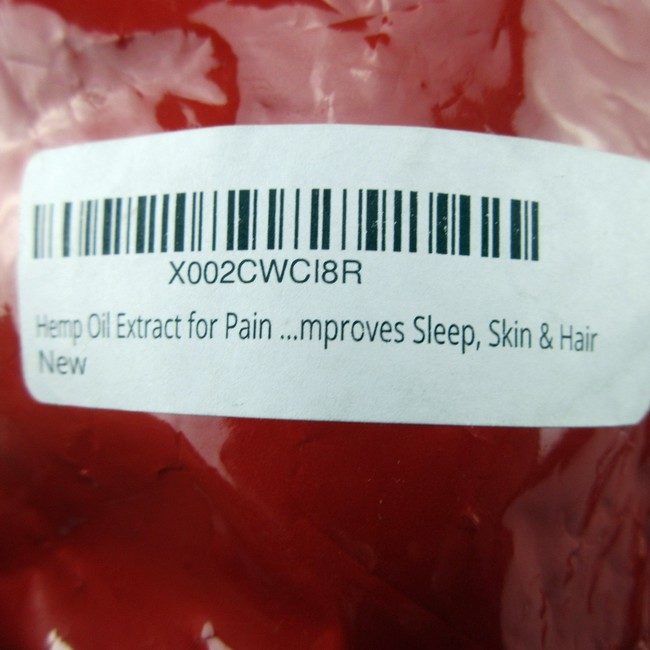 X002CWCI8R
Hemp Oil Extract for Pain ...mproves Sleep, Skin & Hair
New